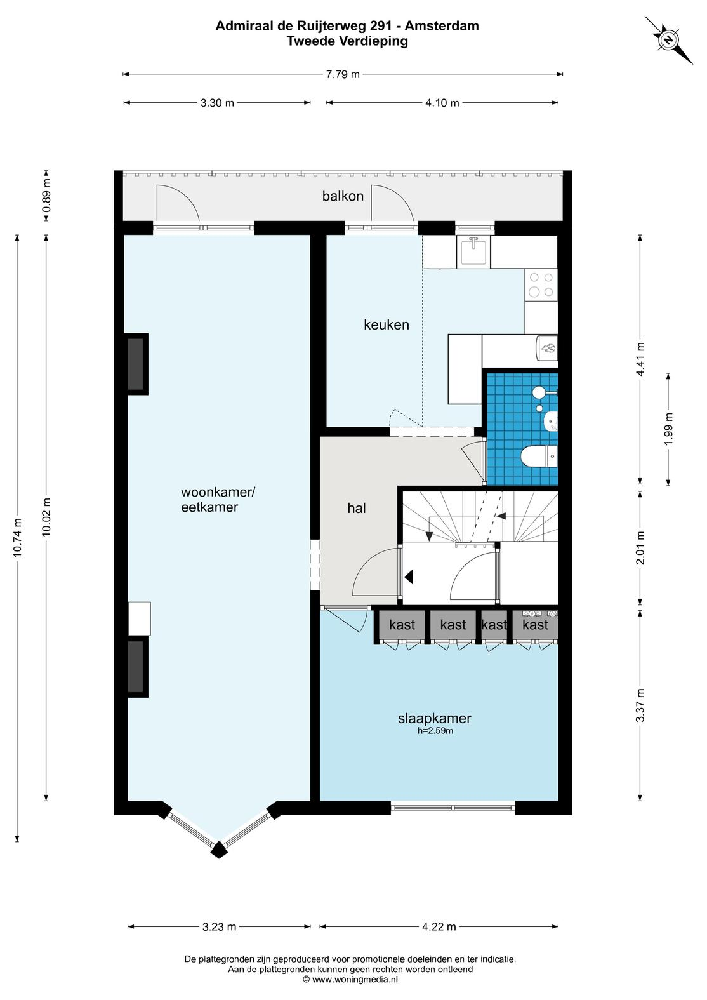 Admiraal de Ruijterweg 291 - Amsterdam
Tweede Verdieping
N
7.79 m
3.30 m
4.10 m
0.89 m
balkon
keuken
4.41 m
1.99 m
woonkamer/
eetkamer
hal
10.74 m
10.02 m
2.01 m
kast
kast
kast
kast
slaapkamer
h=2.59m
3.37 m
3.23 m
4.22 m
De plattegronden zijn geproduceerd voor promotionele doeleinden en ter indicatie.
Aan de plattegronden kunnen geen rechten worden ontleend
© www.woningmedia.nl